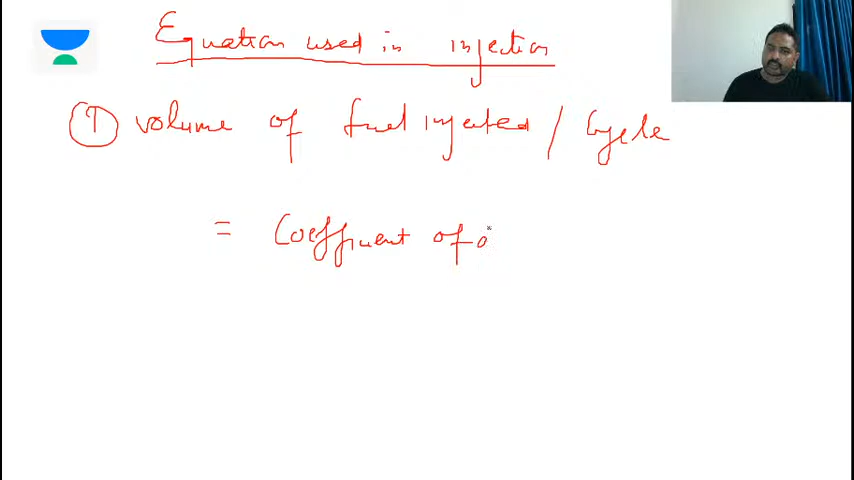 Equation used in injection
① volume of fuel injected / Cycle
= Coefficient of o